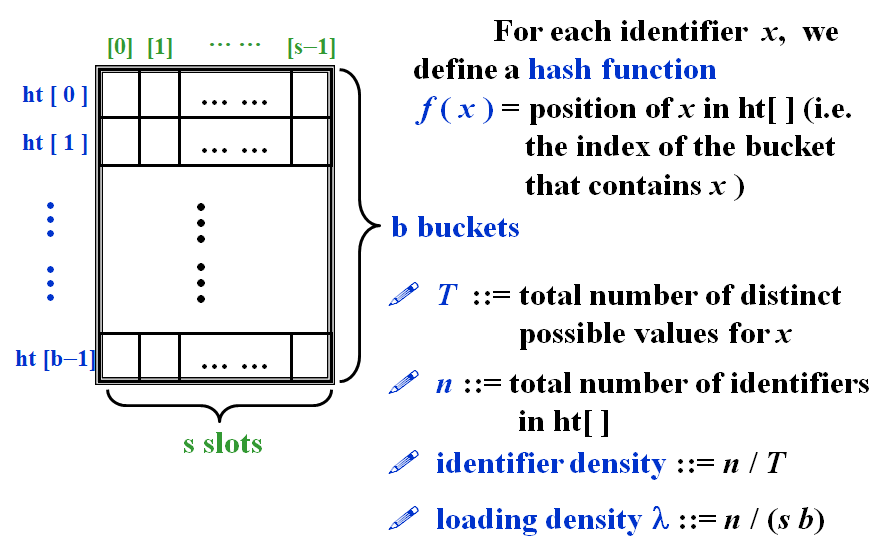 [0] [1] ... ... [s–1]
ht [ 0 ] ... ...
ht [ 1 ] ... ...
ht [b–1] ... ...
s slots
b buckets
For each identifier x, we
define a hash function
f ( x ) = position of x in ht[ ] (i.e.
the index of the bucket
that contains x )
T ::= total number of distinct
possible values for x
n ::= total number of identifiers
in ht[ ]
identifier density ::= n / T
loading density λ ::= n / (s b)